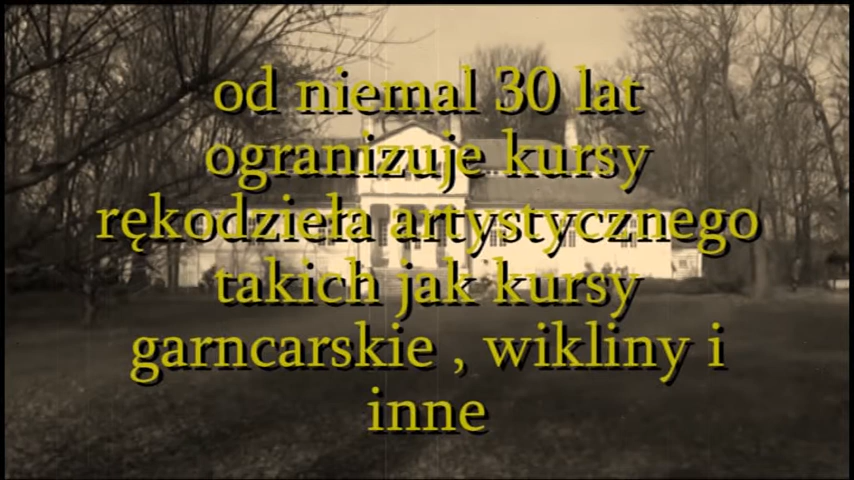 od niemal 30 lat
ogranizuje kursy
rękodzieła artystycznego
takich jak kursy
garncarskie , wikliny i
inne